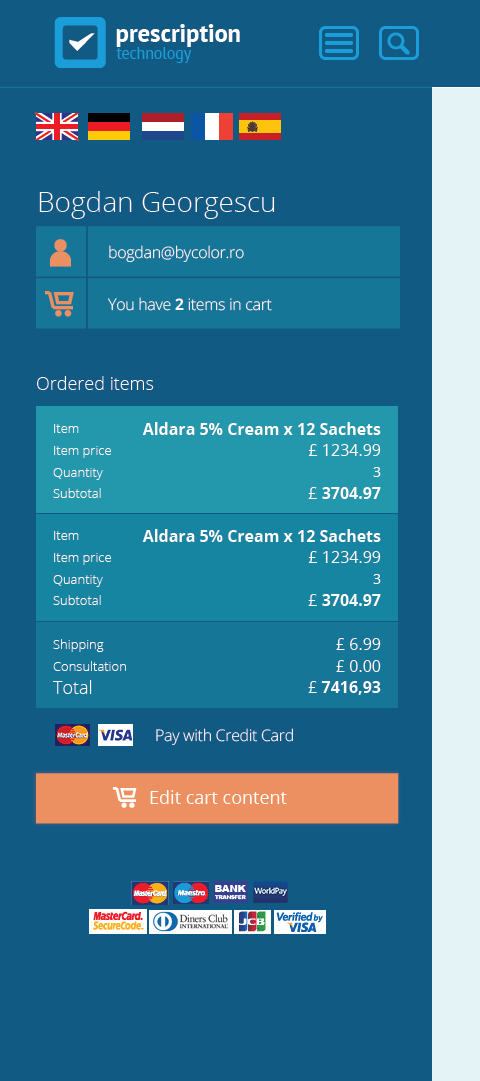 prescription
technology
Bogdan Georgescu
bogdan@bycolor.ro
You have 2 items in cart
Ordered items
Item Aldara 5% Cream x 12 Sachets
Item price £ 1234.99
Quantity 3
Subtotal £ 3704.97
Item Aldara 5% Cream x 12 Sachets
Item price £ 1234.99
Quantity 3
Subtotal £ 3704.97
Shipping £ 6.99
Consultation £ 0.00
Total £ 7416,93
MasterCard VISA Pay with Credit Card
Edit cart content
MasterCard Maestro BANK TRANSFER WorldPay
MasterCard. SecureCode. Diners Club INTERNATIONAL JCB Verified by VISA